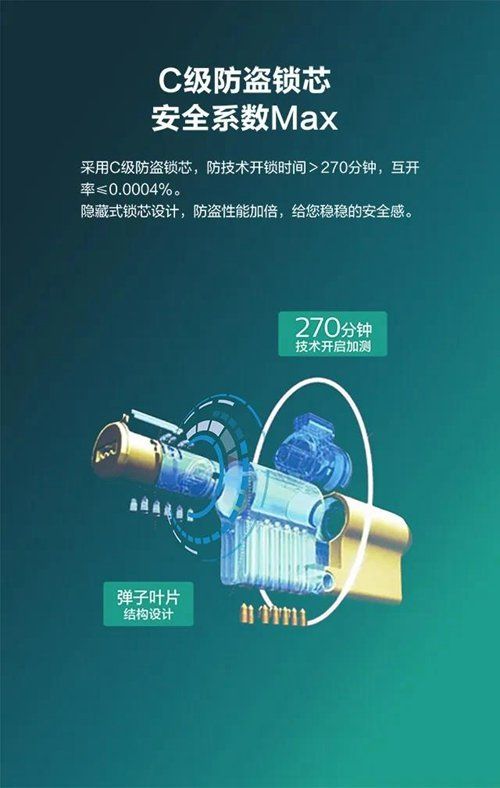 C级防盗锁芯
安全系数Max
采用C级防盗锁芯，防技术开锁时间＞270分钟，互开
率≤0.0004%。
隐藏式锁芯设计，防盗性能加倍，给您稳稳的安全感。
270分钟
技术开启加测
弹子叶片
结构设计